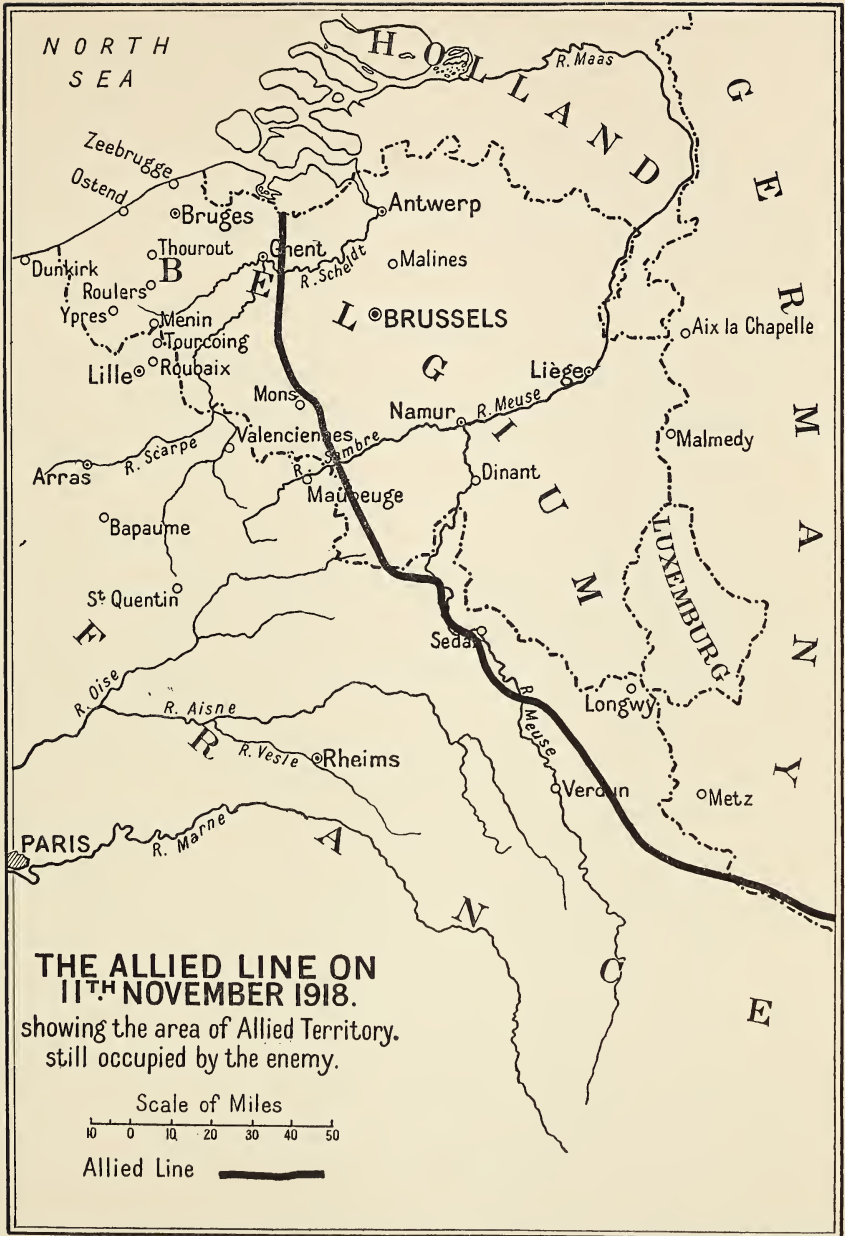 NORTH
SEA
HOLLAND
R. Maas
GERMANY
Zeebrugge
Ostend
Bruges
Antwerp
Thourout
Ghent
R. Scheldt
Malines
Dunkirk
BELGIUM
Roulers
Ypres
Menin
BRUSSELS
Aix la Chapelle
Tourcoing
Roubaix
Lille
Liège
Mons
Namur
R. Meuse
Valenciennes
R. Sambre
Malmedy
R. Scarpe
Arras
Dinant
Maubeuge
Bapaume
LUXEMBURG
St. Quentin
FRANCE
Sedan
R. Oise
Longwy
R. Aisne
R. Meuse
R. Vesle
Rheims
Verdun
Metz
PARIS
R. Marne
THE ALLIED LINE ON
11TH NOVEMBER 1918.
showing the area of Allied Territory.
still occupied by the enemy.
Scale of Miles
10 0 10 20 30 40 50
Allied Line